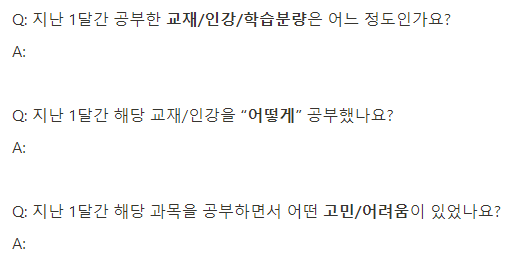 Q: 지난 1달간 공부한 교재/인강/학습분량은 어느 정도인가요?
A:
Q: 지난 1달간 해당 교재/인강을 “어떻게” 공부했나요?
A:
Q: 지난 1달간 해당 과목을 공부하면서 어떤 고민/어려움이 있었나요?
A: